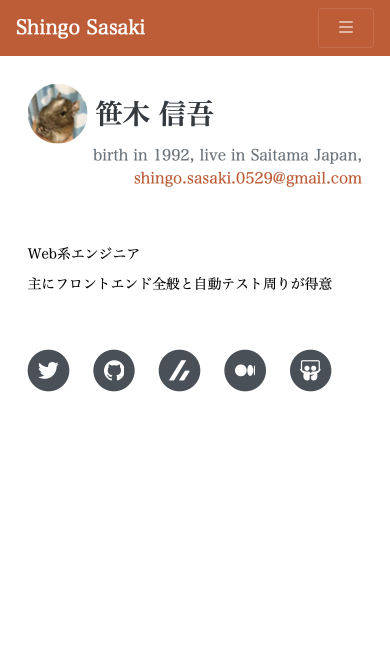 Shingo Sasaki
笹木 信吾
birth in 1992, live in Saitama Japan,
shingo.sasaki.0529@gmail.com
Web系エンジニア
主にフロントエンド全般と自動テスト周りが得意